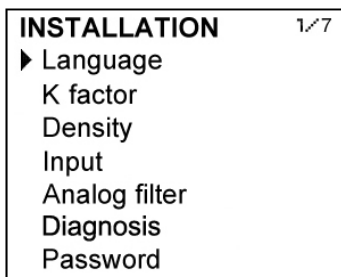 INSTALLATION 1/7
Language
K factor
Density
Input
Analog filter
Diagnosis
Password